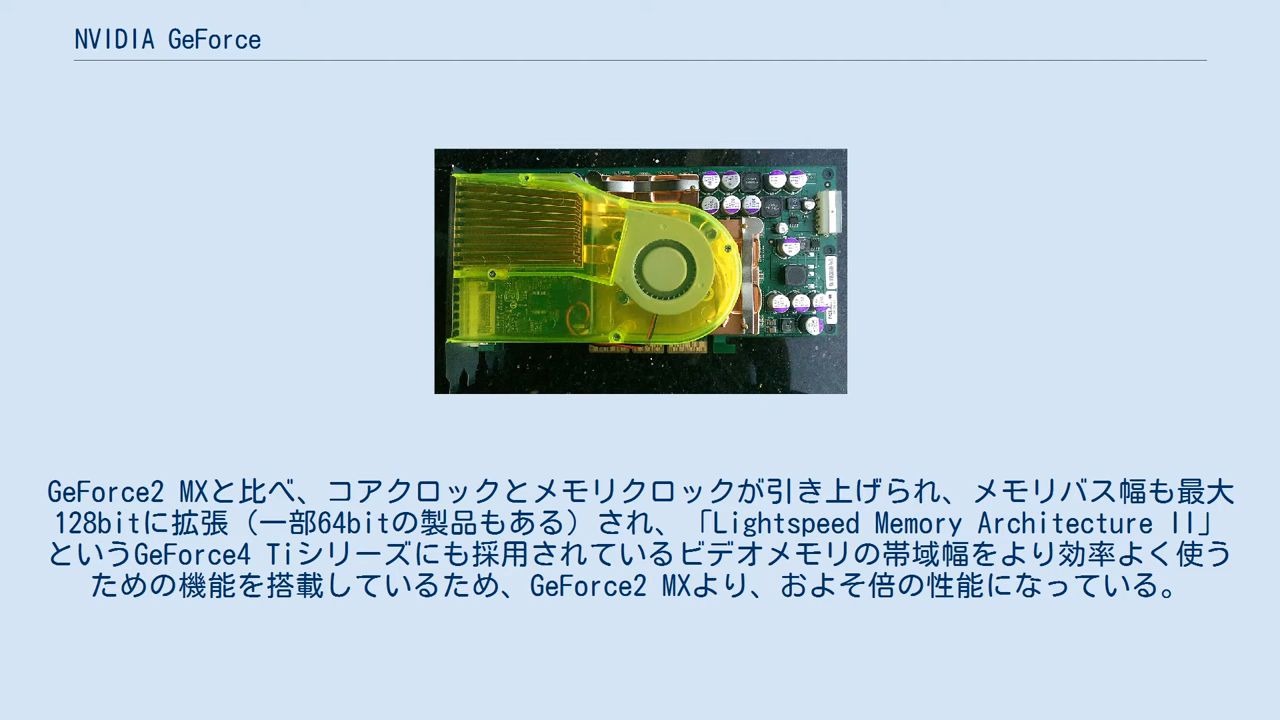 NVIDIA GeForce
GeForce2 MXと比べ、コアクロックとメモリクロックが引き上げられ、メモリバス幅も最大
128bitに拡張（一部64bitの製品もある）され、「Lightspeed Memory Architecture II」
というGeForce4 Tiシリーズにも採用されているビデオメモリの帯域幅をより効率よく使う
ための機能を搭載しているため、GeForce2 MXより、およそ倍の性能になっている。